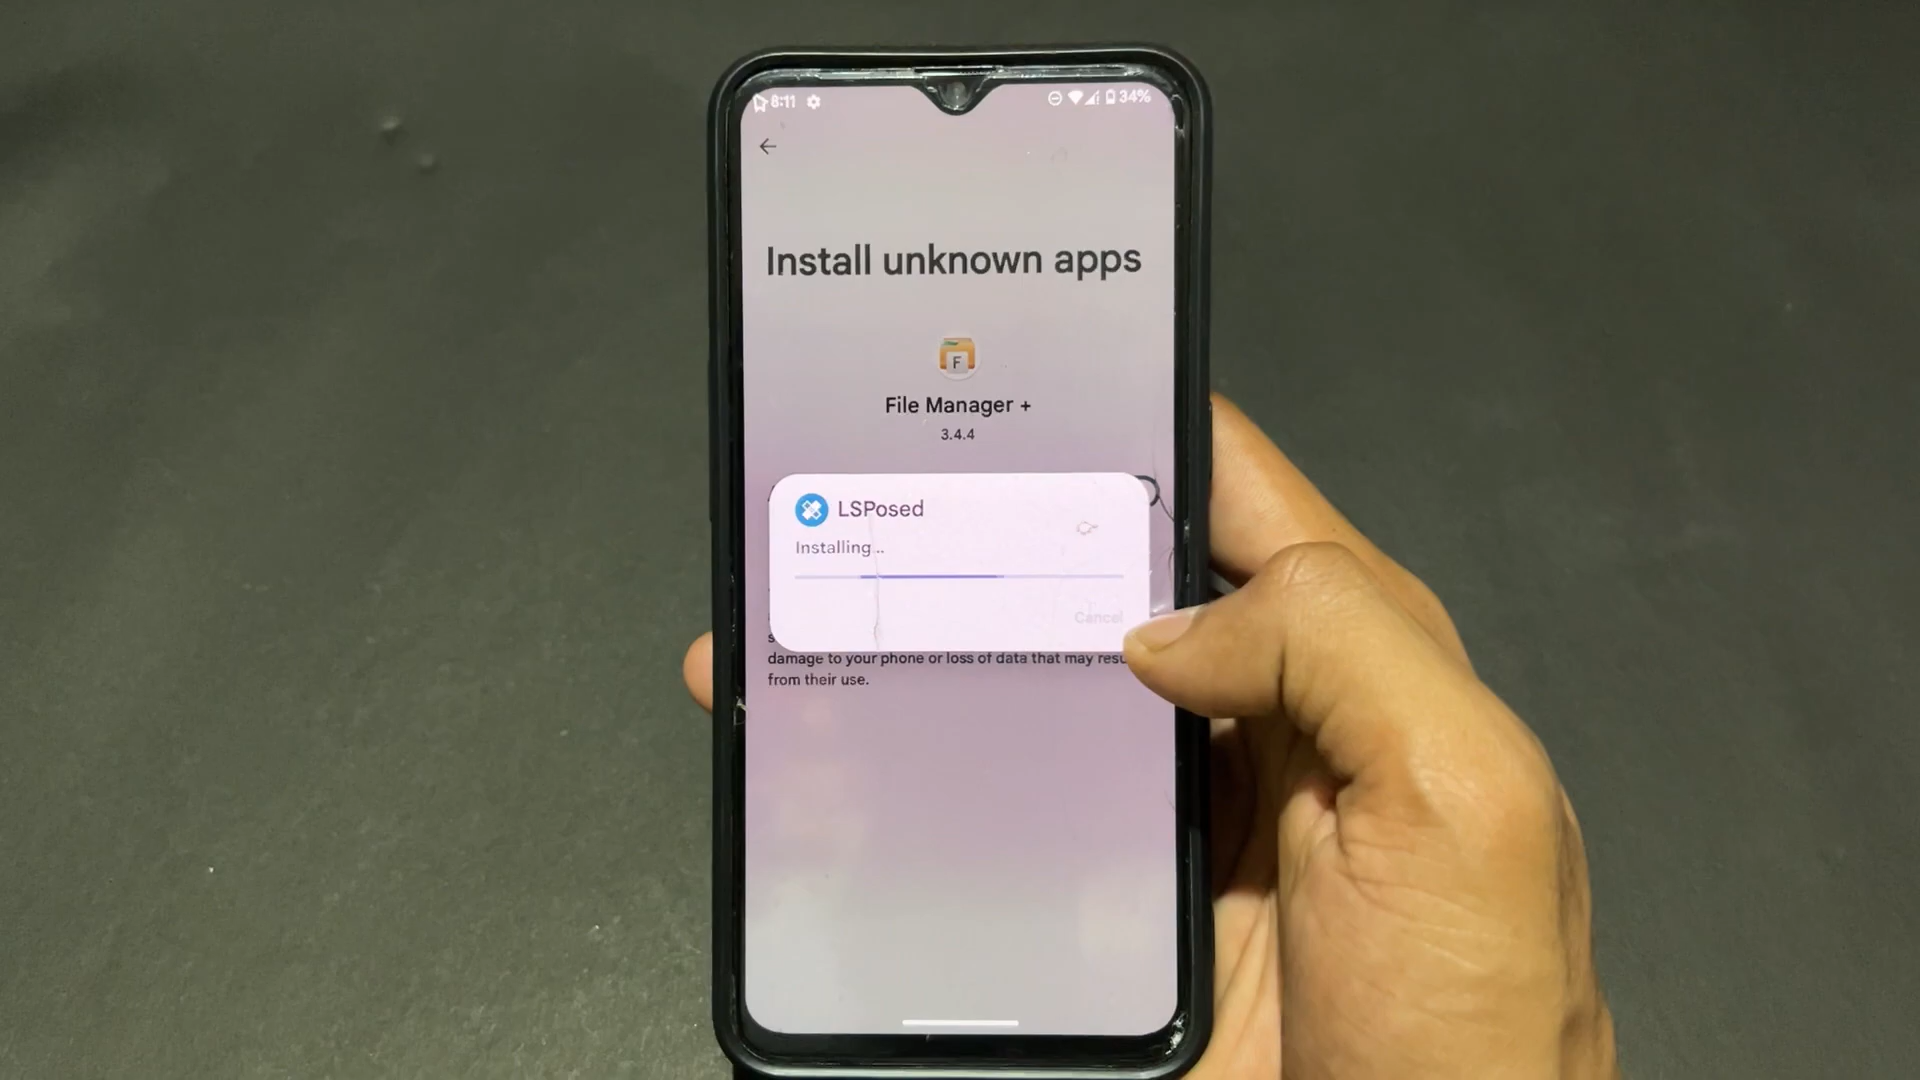 8:11 34%
Install unknown apps
F
File Manager +
3.4.4
LSPosed
Installing..
Cancel
damage to your phone or loss of data that may
from their use.